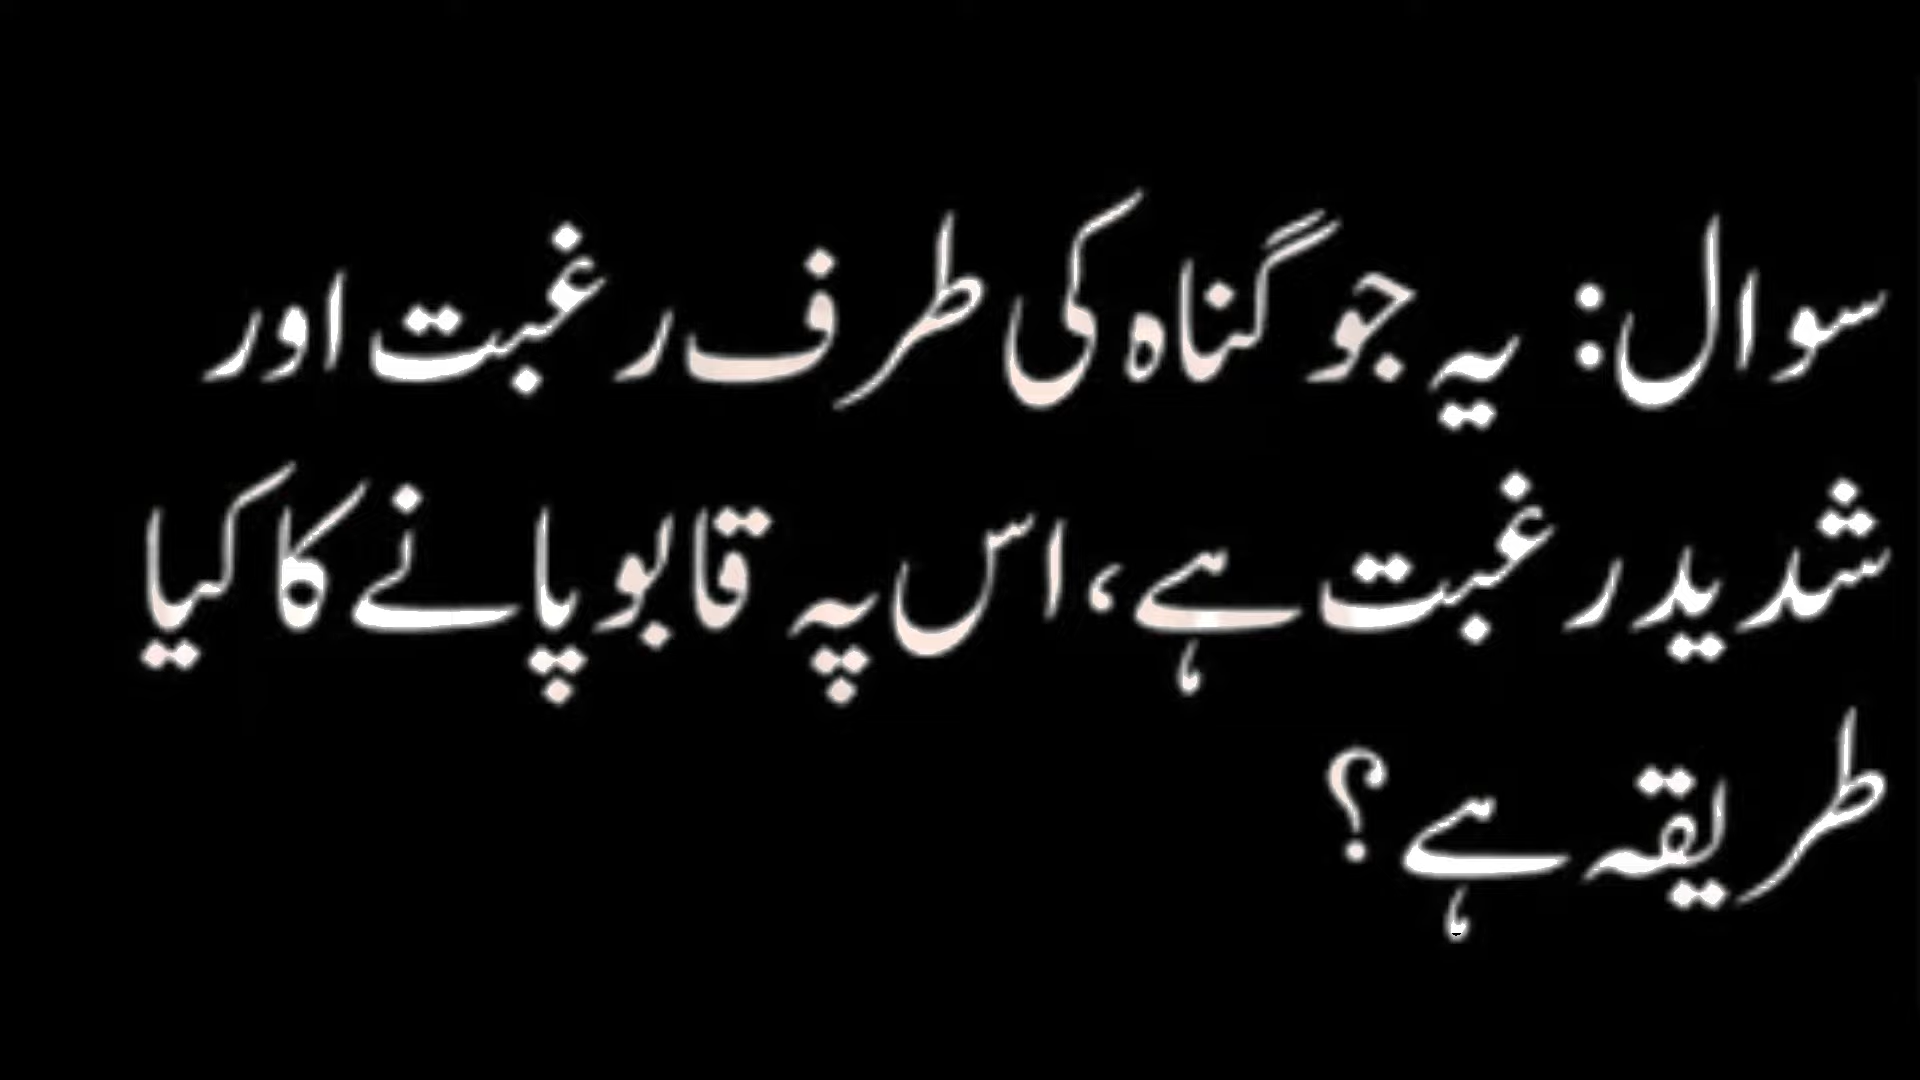 سوال: یہ جو گناہ کی طرف رغبت اور
شدید رغبت ہے، اس پہ قابو پانے کا کیا
طریقہ ہے؟